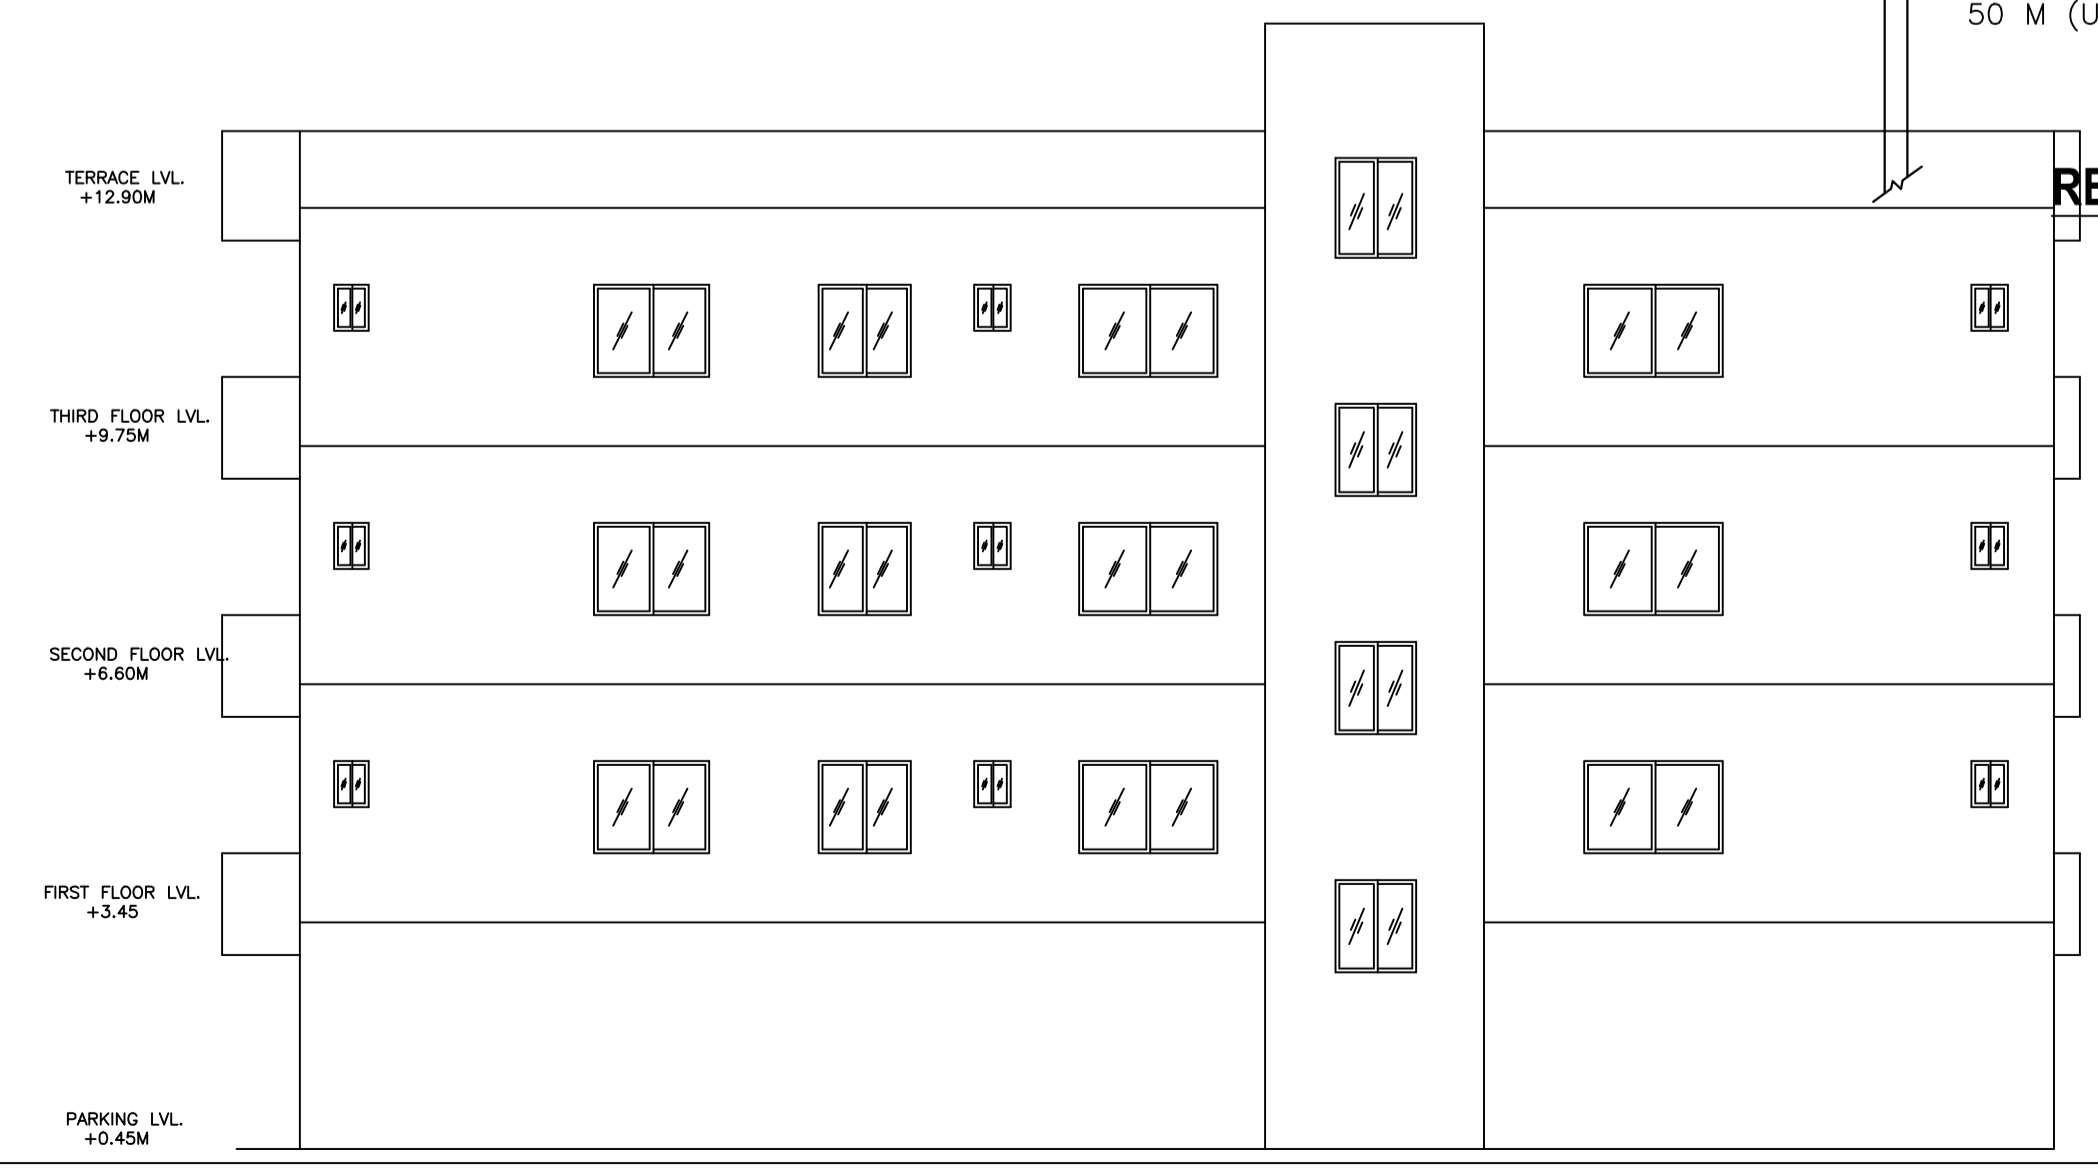 50 M (U
TERRACE LVL.
+12.90M
RE
THIRD FLOOR LVL.
+9.75M
SECOND FLOOR LVL.
+6.60M
FIRST FLOOR LVL.
+3.45
PARKING LVL.
+0.45M